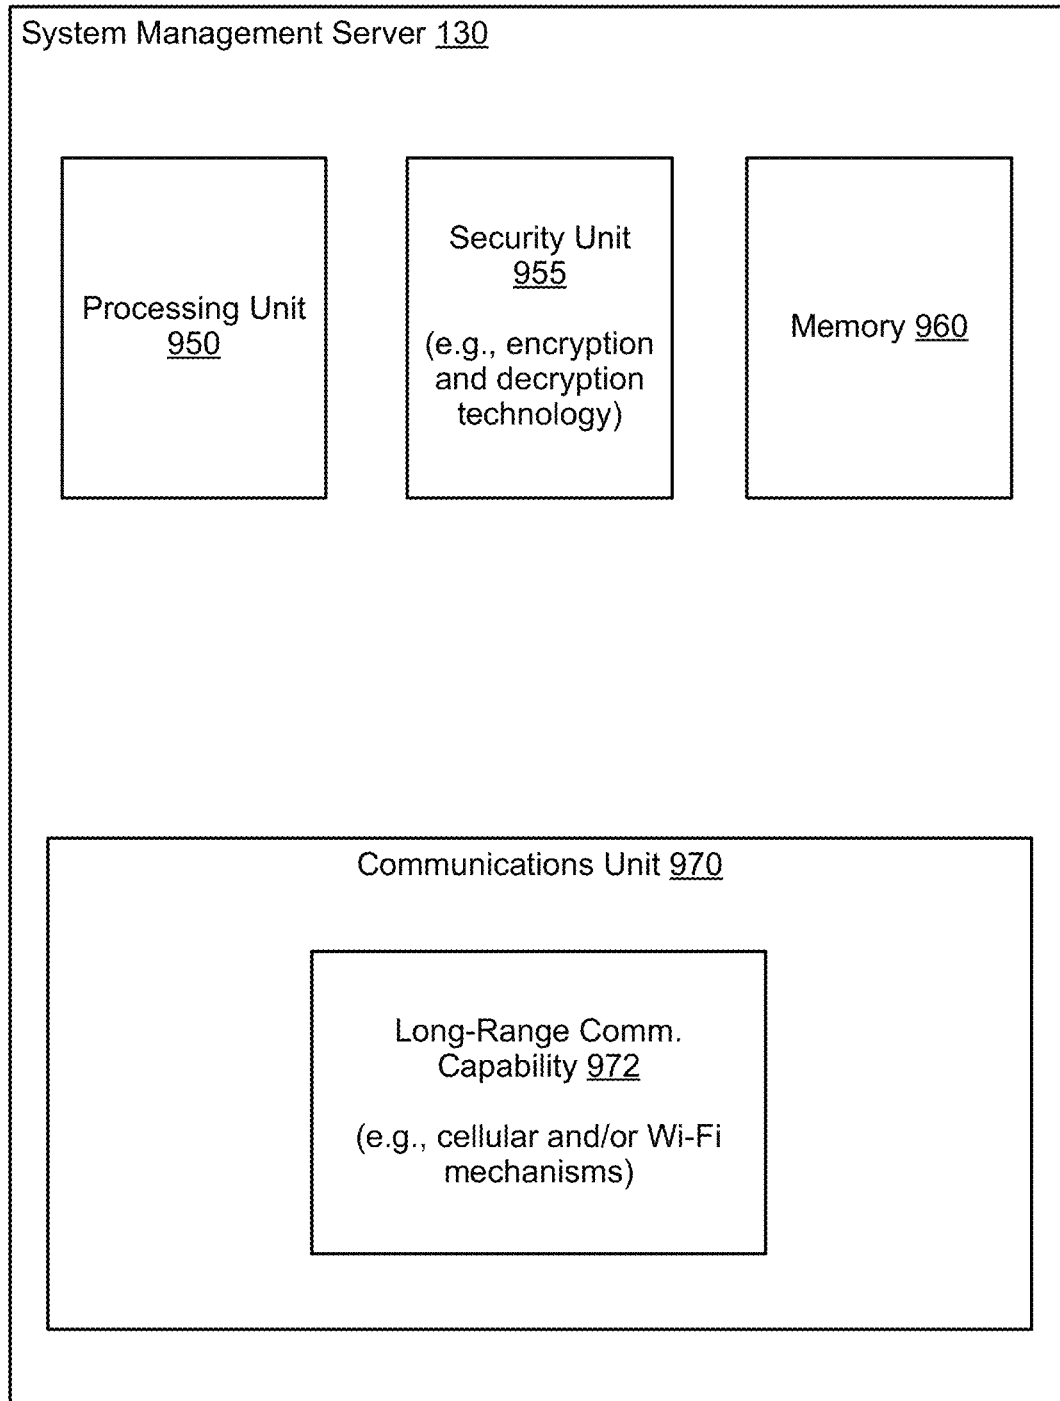 System Management Server 130
Processing Unit
950
Security Unit
955
(e.g., encryption
and decryption
technology)
Memory 960
Communications Unit 970
Long-Range Comm.
Capability 972
(e.g., cellular and/or Wi-Fi
mechanisms)